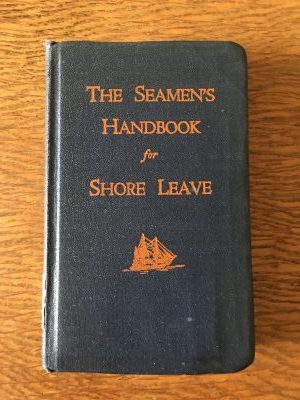 THE SEAMEN'S
HANDBOOK
for
SHORE LEAVE